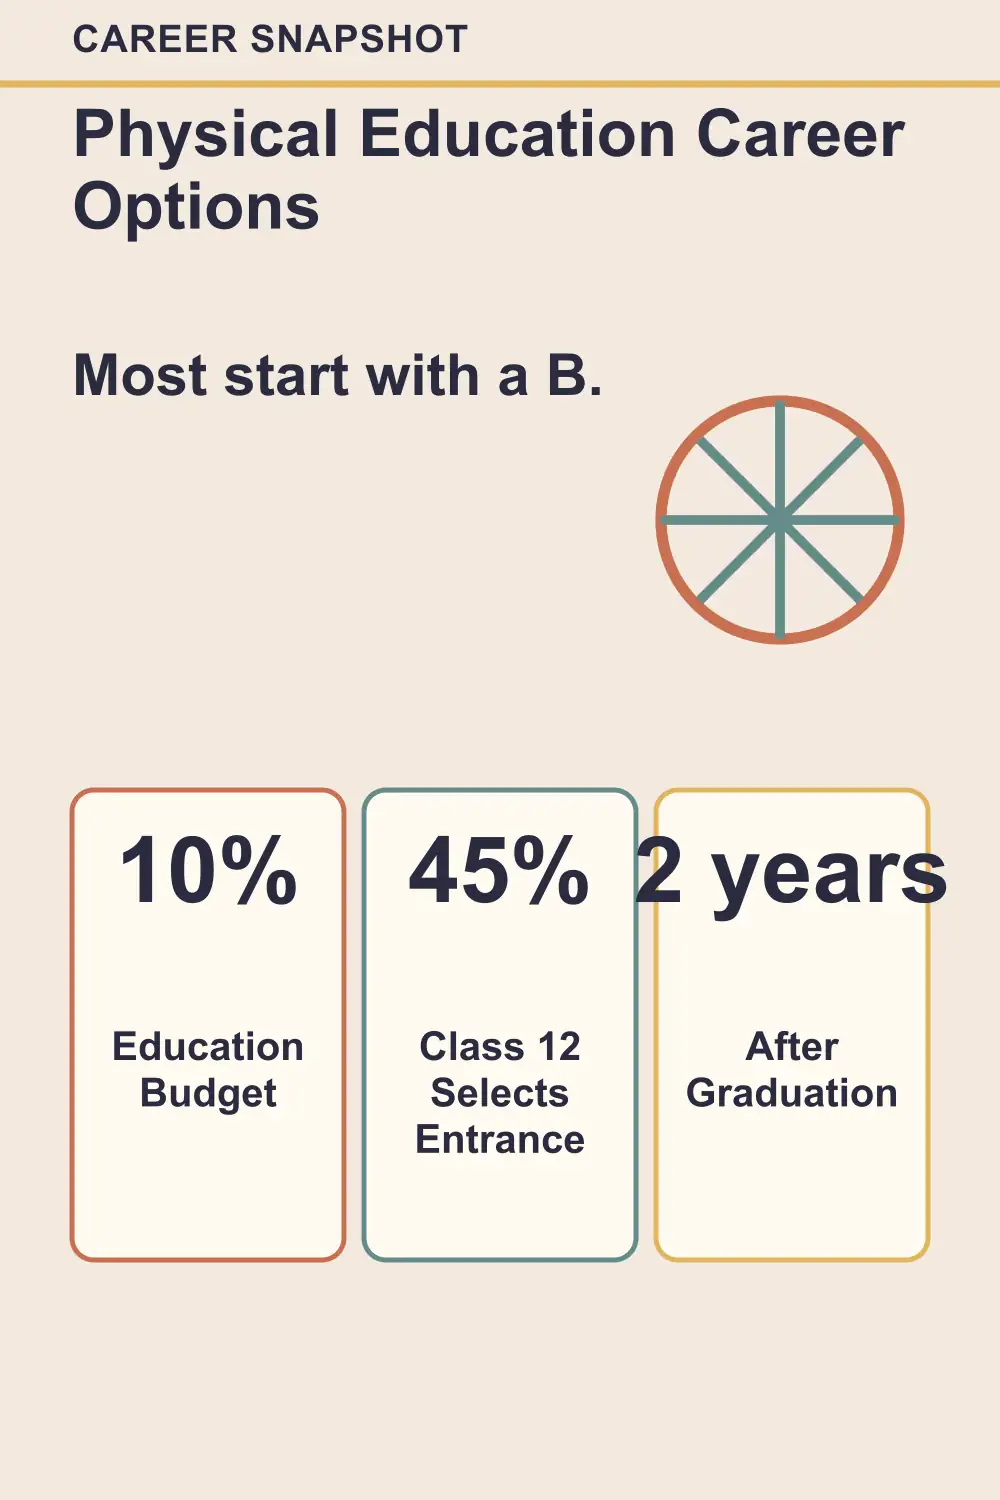 CAREER SNAPSHOT
Physical Education Career
Options
Most start with a B.
10%
Education
Budget
45%
Class 12
Selects
Entrance
2 years
After
Graduation